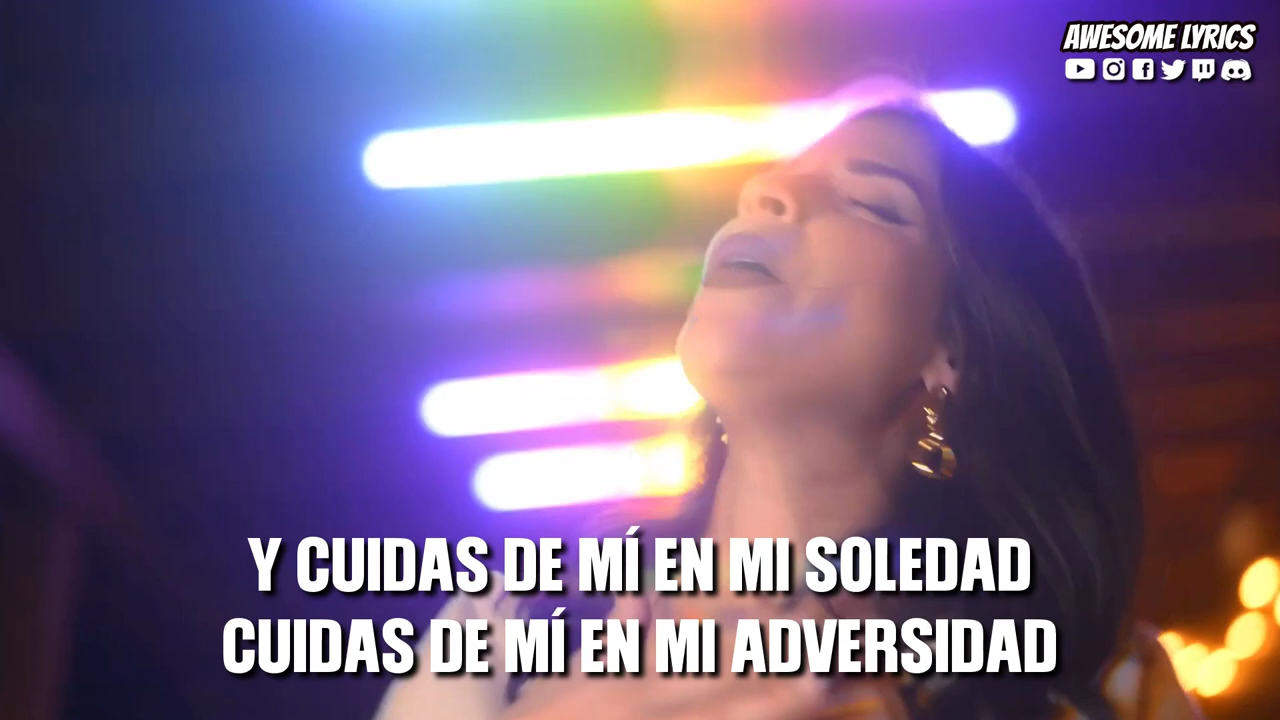 AWESOME LYRICS
Y CUIDAS DE MÍ EN MI SOLEDAD
CUIDAS DE MÍ EN MI ADVERSIDAD